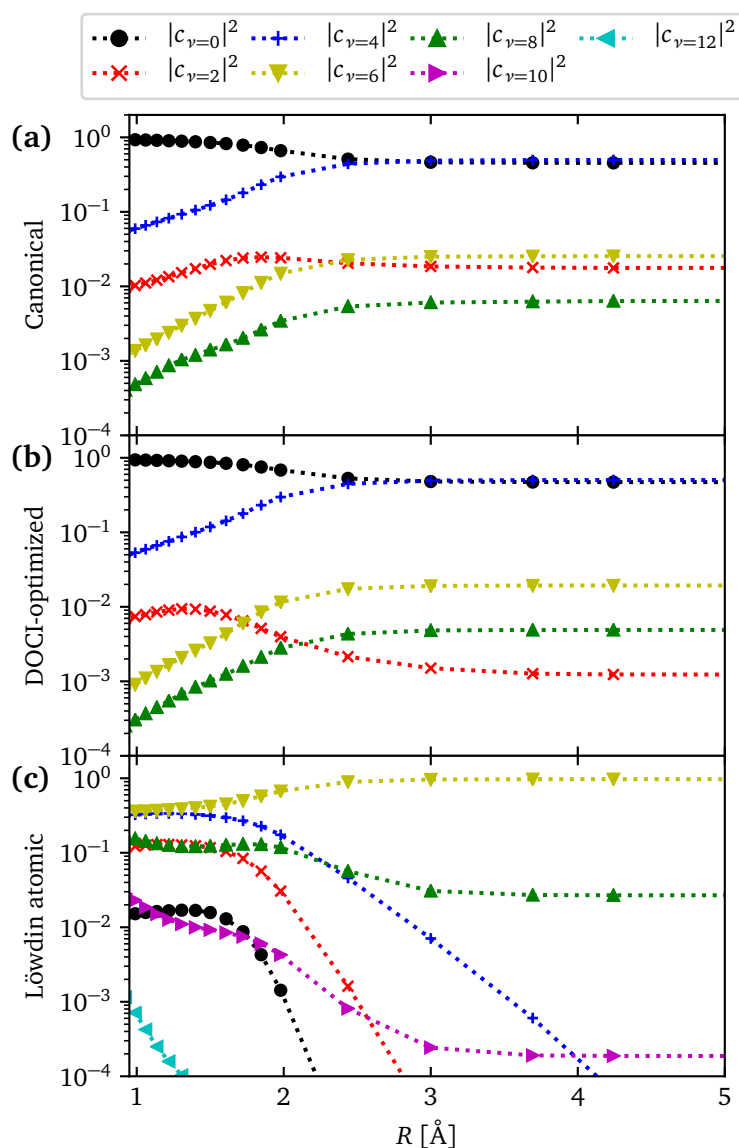 |c_{ν=0}|² |c_{ν=4}|² |c_{ν=8}|² |c_{ν=12}|²
|c_{ν=2}|² |c_{ν=6}|² |c_{ν=10}|²
(a)
10⁰
10⁻¹
10⁻²
10⁻³
10⁻⁴
Canonical
(b)
10⁰
10⁻¹
10⁻²
10⁻³
10⁻⁴
DOCI-optimized
(c)
10⁰
10⁻¹
10⁻²
10⁻³
10⁻⁴
Löwdin atomic
1 2 3 4 5
R [Å]